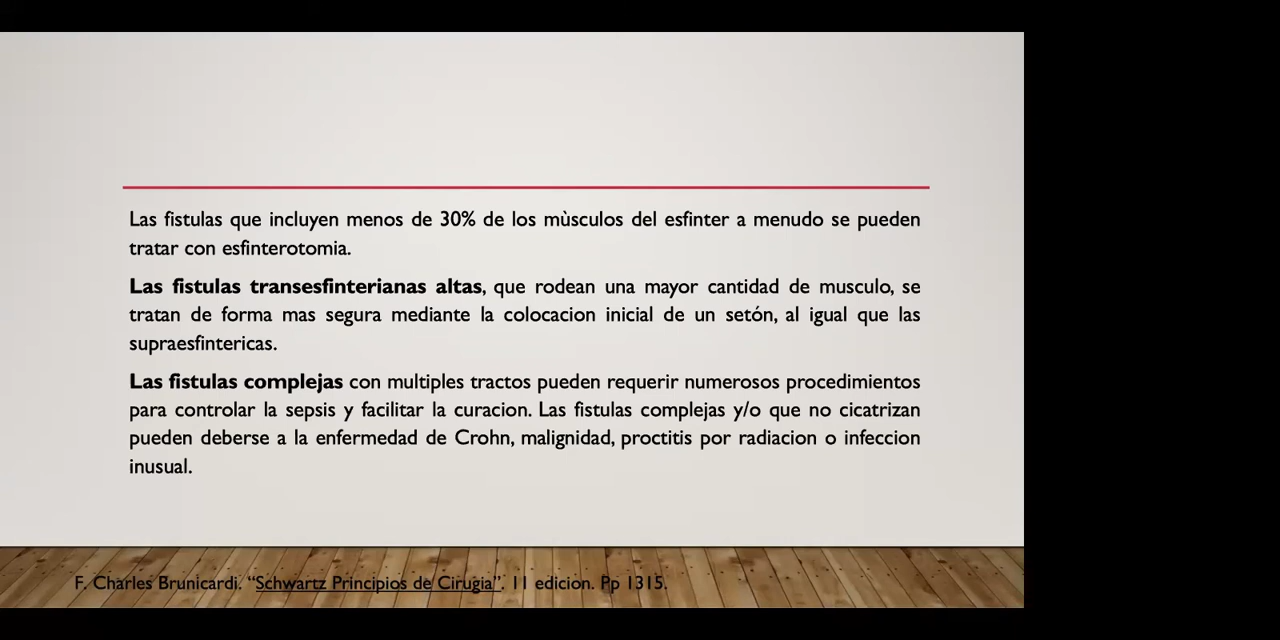 Las fistulas que incluyen menos de 30% de los mùsculos del esfinter a menudo se pueden
tratar con esfinterotomia.
Las fistulas transesfinterianas altas, que rodean una mayor cantidad de musculo, se
tratan de forma mas segura mediante la colocacion inicial de un setón, al igual que las
supraesfintericas.
Las fistulas complejas con multiples tractos pueden requerir numerosos procedimientos
para controlar la sepsis y facilitar la curacion. Las fistulas complejas y/o que no cicatrizan
pueden deberse a la enfermedad de Crohn, malignidad, proctitis por radiacion o infeccion
inusual.
F. Charles Brunicardi. “Schwartz Principios de Cirugia”. 11 edicion. Pp 1315.